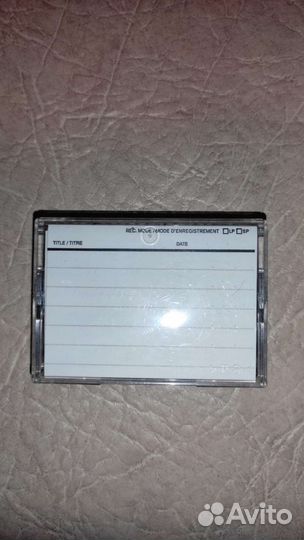 REC. MODE / MODE D'ENREGISTREMENT □LP □SP
TITLE / TITRE DATE
Avito